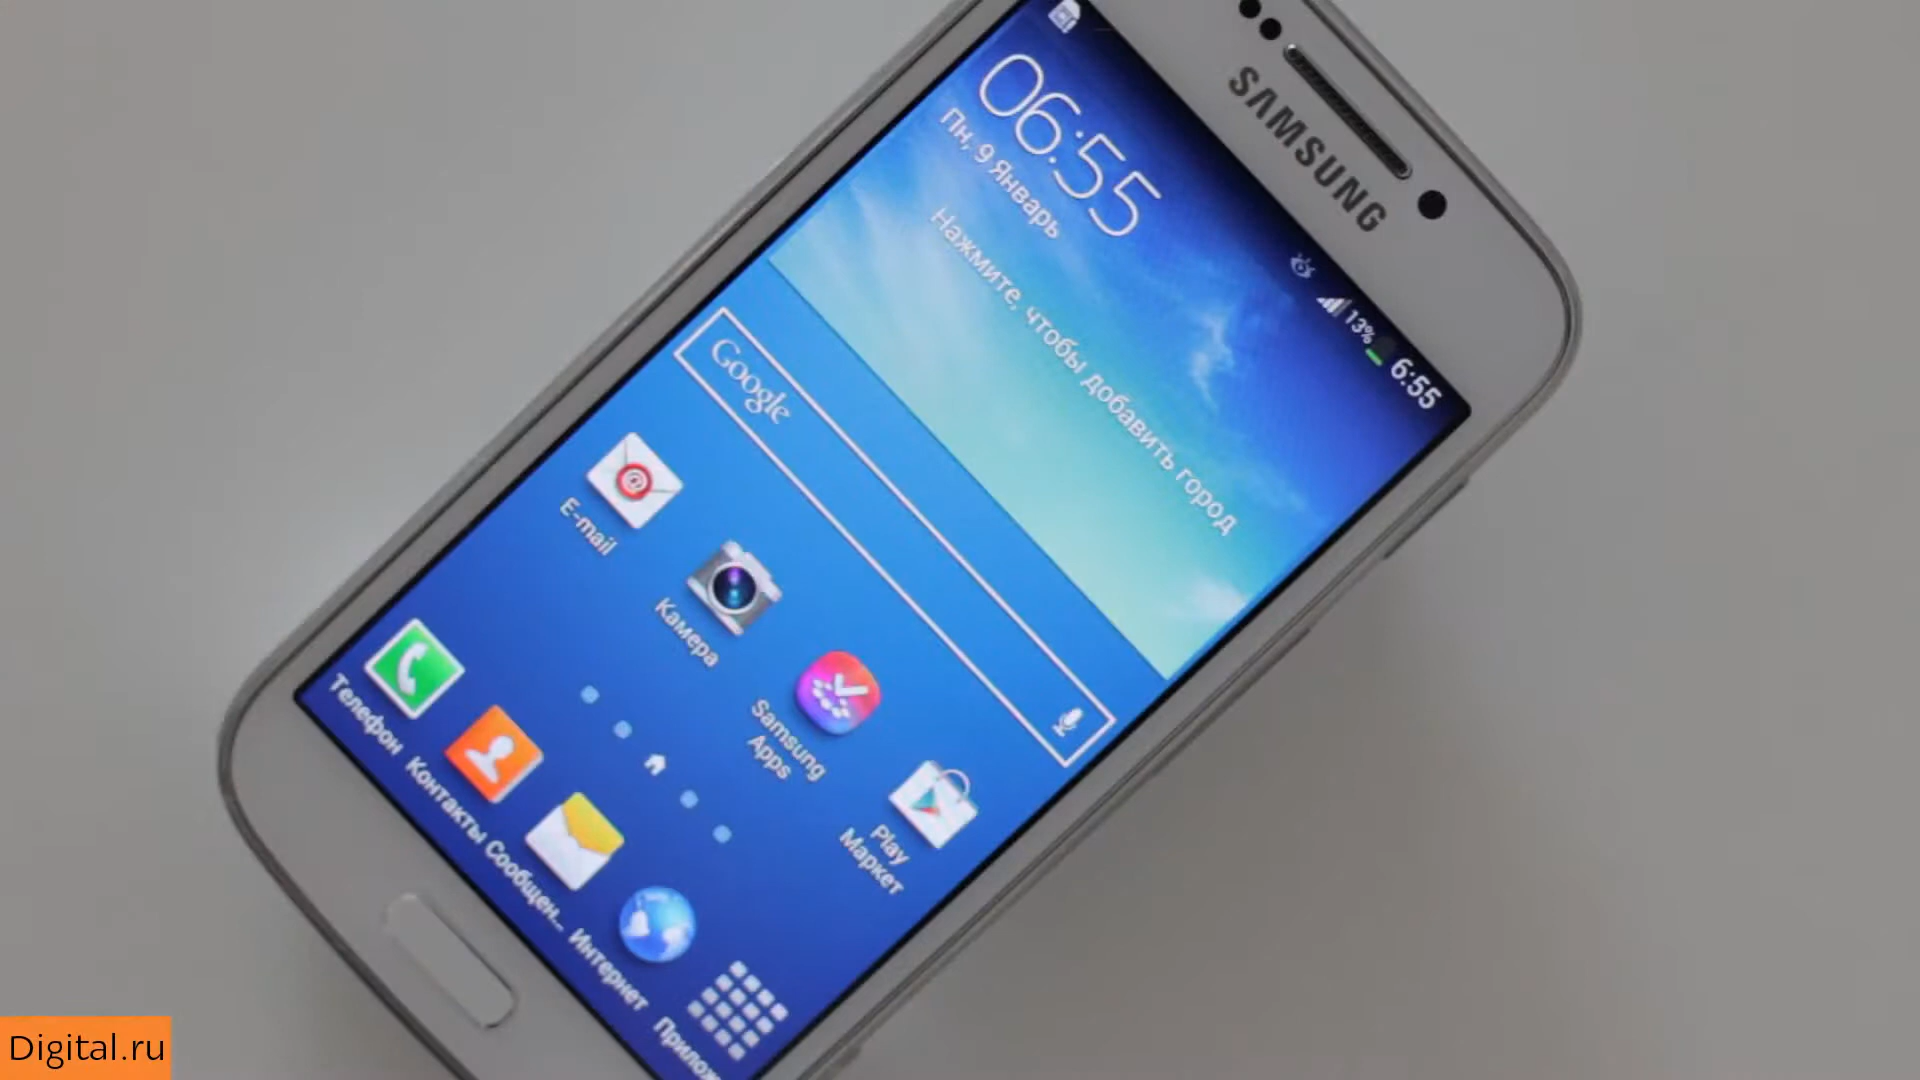 SAMSUNG
13% 6:55
06:55
Пн, 9 Январь
Нажмите, чтобы добавить город
Google
E-mail
Камера
Samsung
Apps
Play
Маркет
Телефон
Контакты
Сообщен...
Интернет
Прилож
Digital.ru